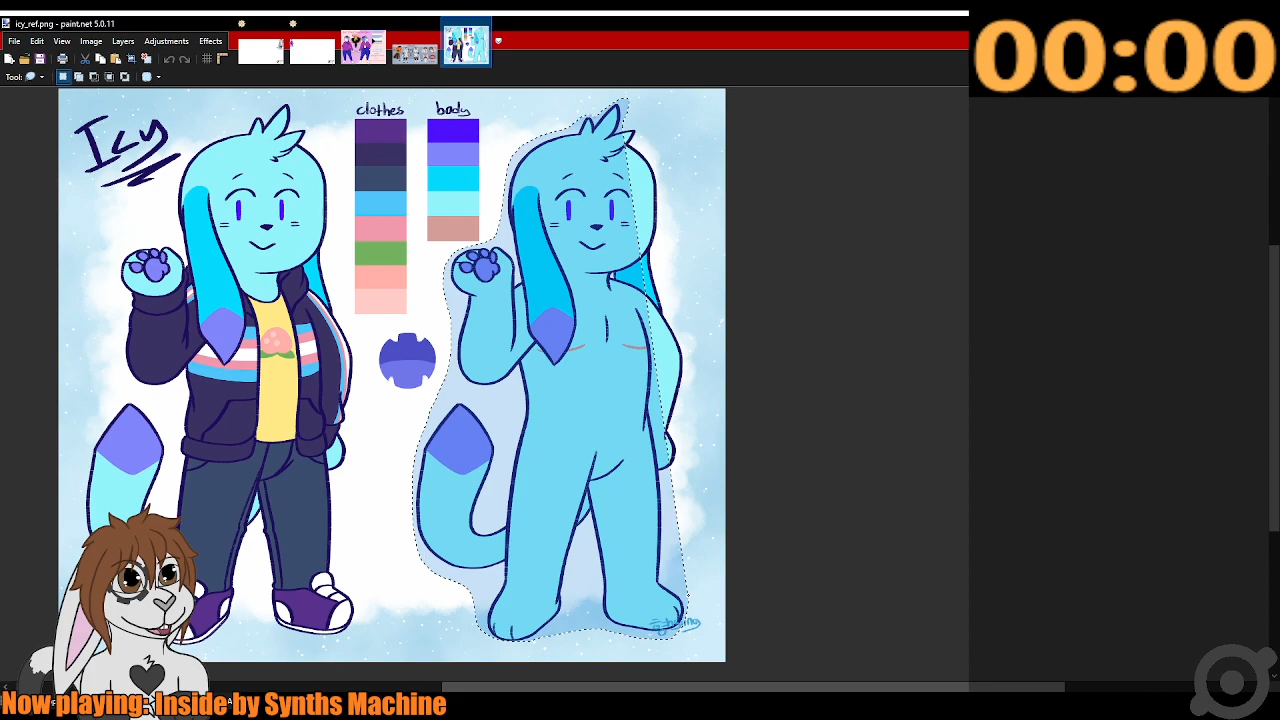 icy_ref.png - paint.net 5.0.11
File Edit View Image Layers Adjustments Effects
Tool:
00:00
Icy
clothes
body
Now playing: Inside by Synths Machine